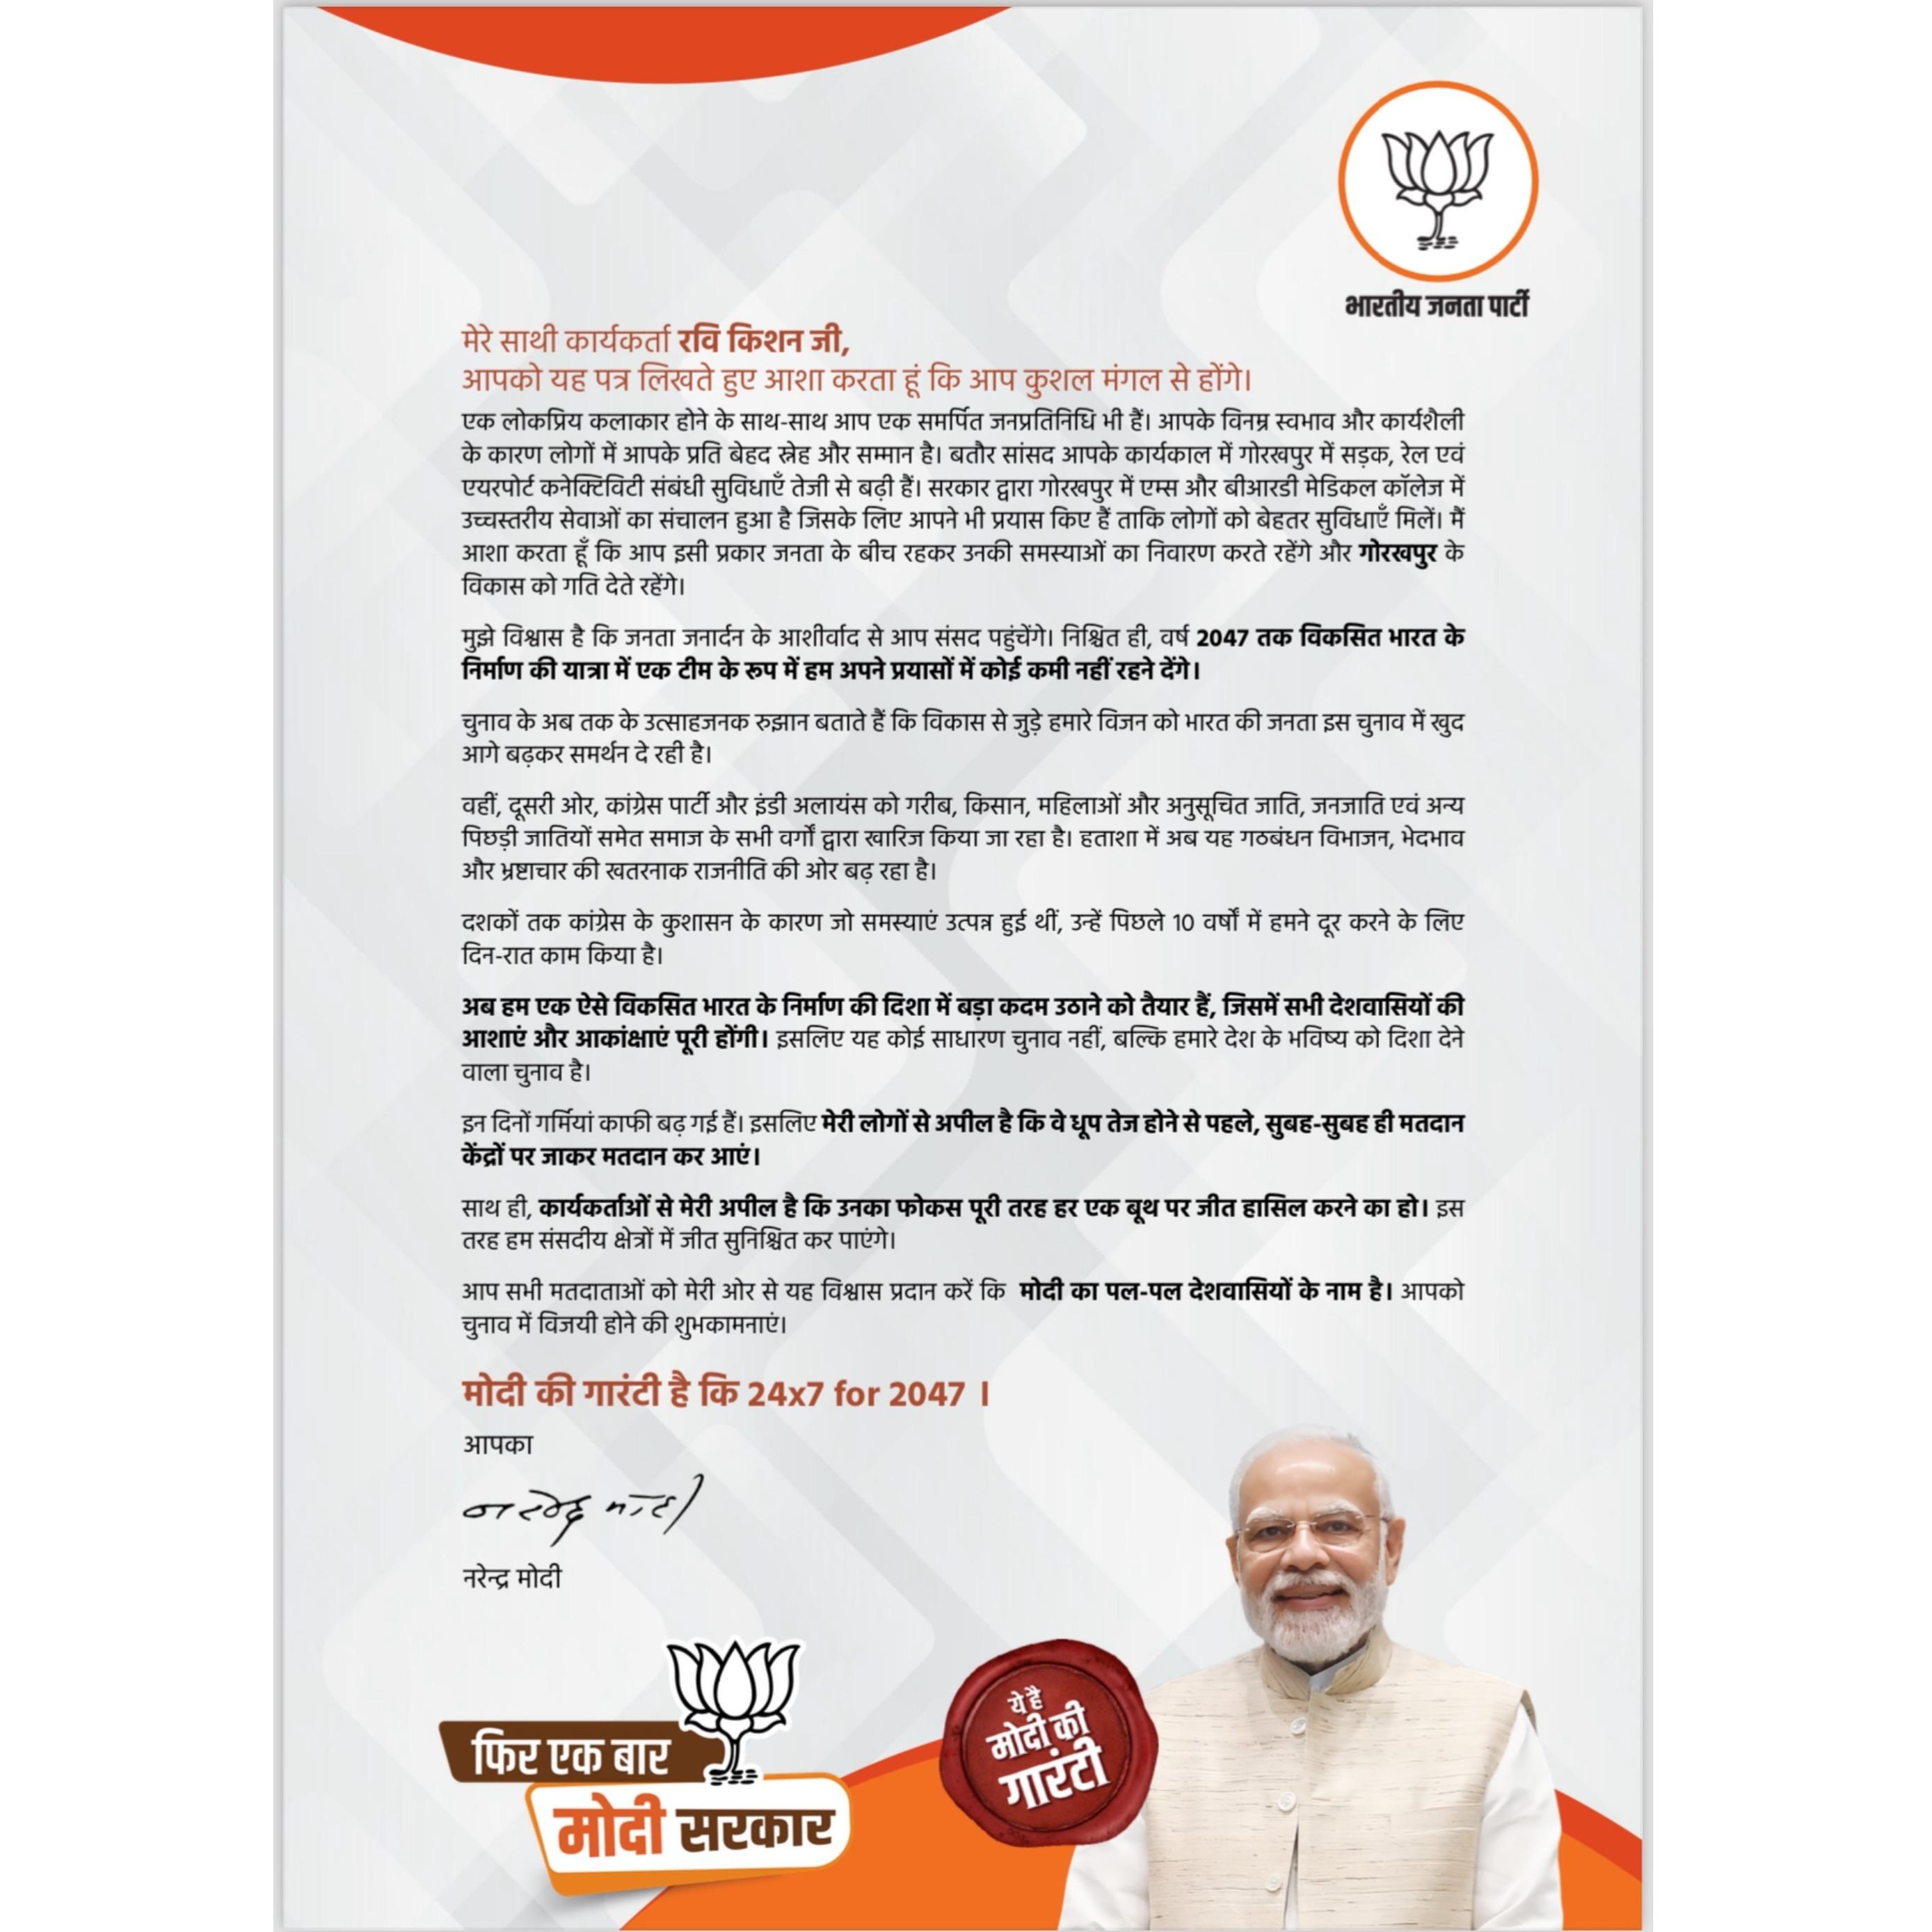 भारतीय जनता पार्टी
मेरे साथी कार्यकर्ता रवि किशन जी,
आपको यह पत्र लिखते हुए आशा करता हूं कि आप कुशल मंगल से होंगे।
एक लोकप्रिय कलाकार होने के साथ-साथ आप एक समर्पित जनप्रतिनिधि भी हैं। आपके विनम्र स्वभाव और कार्यशैली
के कारण लोगों में आपके प्रति बेहद स्नेह और सम्मान है। बतौर सांसद आपके कार्यकाल में गोरखपुर में सड़क, रेल एवं
एयरपोर्ट कनेक्टिविटी संबंधी सुविधाएँ तेजी से बढ़ी हैं। सरकार द्वारा गोरखपुर में एम्स और बीआरडी मेडिकल कॉलेज में
उच्चस्तरीय सेवाओं का संचालन हुआ है जिसके लिए आपने भी प्रयास किए हैं ताकि लोगों को बेहतर सुविधाएँ मिलें। मैं
आशा करता हूँ कि आप इसी प्रकार जनता के बीच रहकर उनकी समस्याओं का निवारण करते रहेंगे और गोरखपुर के
विकास को गति देते रहेंगे।
मुझे विश्वास है कि जनता जनार्दन के आशीर्वाद से आप संसद पहुंचेंगे। निश्चित ही, वर्ष 2047 तक विकसित भारत के
निर्माण की यात्रा में एक टीम के रूप में हम अपने प्रयासों में कोई कमी नहीं रहने देंगे।
चुनाव के अब तक के उत्साहजनक रुझान बताते हैं कि विकास से जुड़े हमारे विजन को भारत की जनता इस चुनाव में खुद
आगे बढ़कर समर्थन दे रही है।
वहीं, दूसरी ओर, कांग्रेस पार्टी और इंडी अलायंस को गरीब, किसान, महिलाओं और अनुसूचित जाति, जनजाति एवं अन्य
पिछड़ी जातियों समेत समाज के सभी वर्गों द्वारा खारिज किया जा रहा है। हताशा में अब यह गठबंधन विभाजन, भेदभाव
और भ्रष्टाचार की खतरनाक राजनीति की ओर बढ़ रहा है।
दशकों तक कांग्रेस के कुशासन के कारण जो समस्याएं उत्पन्न हुई थीं, उन्हें पिछले 10 वर्षों में हमने दूर करने के लिए
दिन-रात काम किया है।
अब हम एक ऐसे विकसित भारत के निर्माण की दिशा में बड़ा कदम उठाने को तैयार हैं, जिसमें सभी देशवासियों की
आशाएं और आकांक्षाएं पूरी होंगी। इसलिए यह कोई साधारण चुनाव नहीं, बल्कि हमारे देश के भविष्य को दिशा देने
वाला चुनाव है।
इन दिनों गर्मियां काफी बढ़ गई हैं। इसलिए मेरी लोगों से अपील है कि वे धूप तेज होने से पहले, सुबह-सुबह ही मतदान
केंद्रों पर जाकर मतदान कर आएं।
साथ ही, कार्यकर्ताओं से मेरी अपील है कि उनका फोकस पूरी तरह हर एक बूथ पर जीत हासिल करने का हो। इस
तरह हम संसदीय क्षेत्रों में जीत सुनिश्चित कर पाएंगे।
आप सभी मतदाताओं को मेरी ओर से यह विश्वास प्रदान करें कि मोदी का पल-पल देशवासियों के नाम है। आपको
चुनाव में विजयी होने की शुभकामनाएं।
मोदी की गारंटी है कि 24x7 for 2047 ।
आपका
नरेन्द्र मोदी
नरेन्द्र मोदी
ये है
मोदी की
गारंटी
फिर एक बार
मोदी सरकार